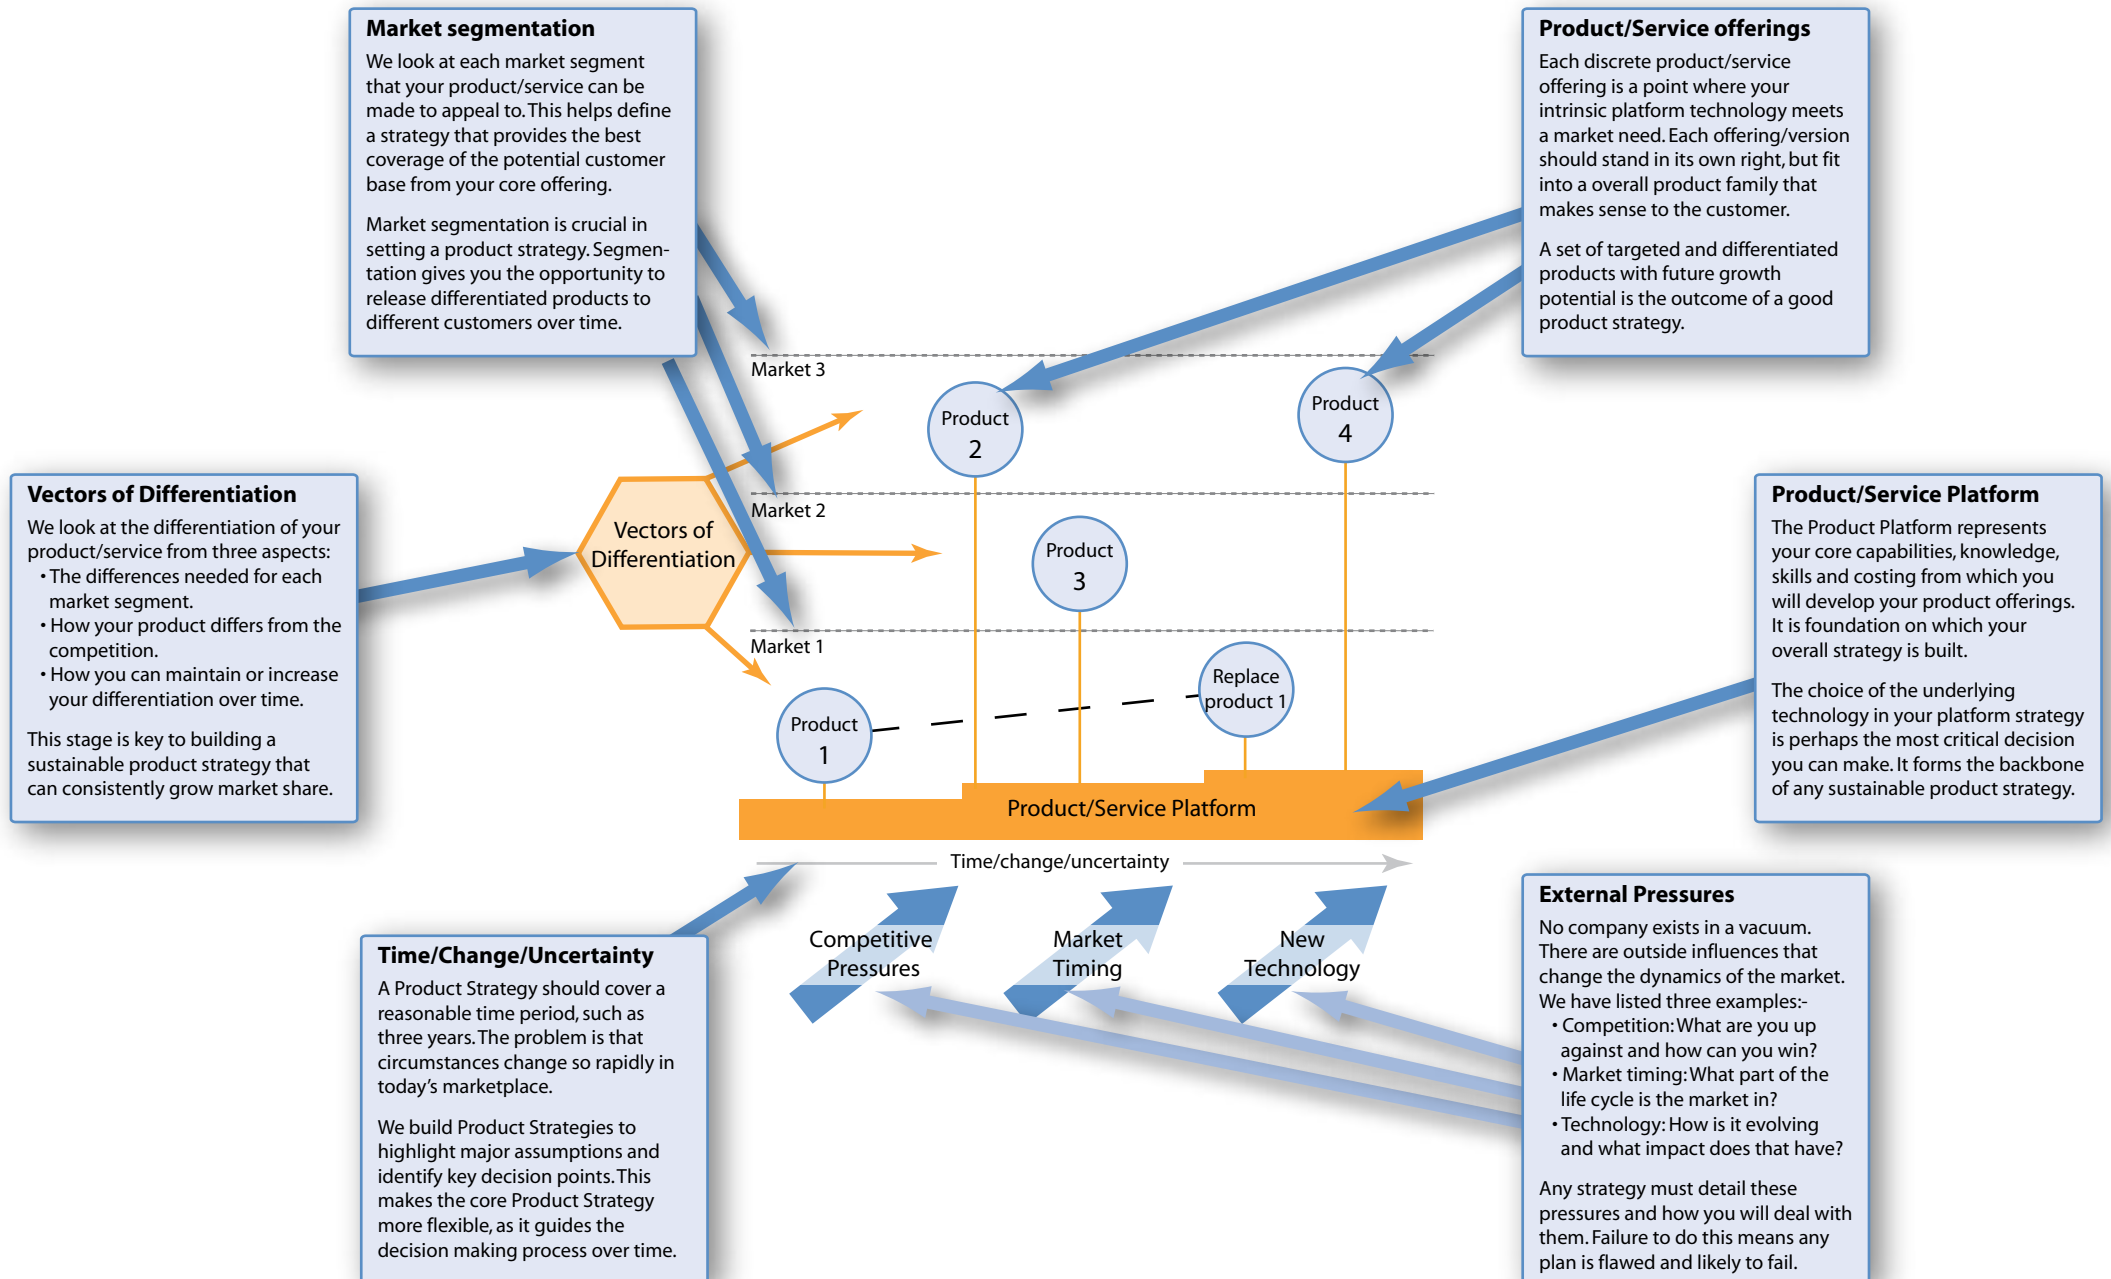 Market segmentation
We look at each market segment
that your product/service can be
made to appeal to. This helps define
a strategy that provides the best
coverage of the potential customer
base from your core offering.
Market segmentation is crucial in
setting a product strategy. Segmen-
tation gives you the opportunity to
release differentiated products to
different customers over time.
Product/Service offerings
Each discrete product/service
offering is a point where your
intrinsic platform technology meets
a market need. Each offering/version
should stand in its own right, but fit
into a overall product family that
makes sense to the customer.
A set of targeted and differentiated
products with future growth
potential is the outcome of a good
product strategy.
Vectors of Differentiation
We look at the differentiation of your
product/service from three aspects:
• The differences needed for each
market segment.
• How your product differs from the
competition.
• How you can maintain or increase
your differentiation over time.
This stage is key to building a
sustainable product strategy that
can consistently grow market share.
Vectors of
Differentiation
Market 3
Product
2
Product
4
Market 2
Product
3
Market 1
Product
1
Replace
product 1
Product/Service Platform
Time/change/uncertainty
Competitive
Pressures
Market
Timing
New
Technology
Product/Service Platform
The Product Platform represents
your core capabilities, knowledge,
skills and costing from which you
will develop your product offerings.
It is foundation on which your
overall strategy is built.
The choice of the underlying
technology in your platform strategy
is perhaps the most critical decision
you can make. It forms the backbone
of any sustainable product strategy.
Time/Change/Uncertainty
A Product Strategy should cover a
reasonable time period, such as
three years. The problem is that
circumstances change so rapidly in
today's marketplace.
We build Product Strategies to
highlight major assumptions and
identify key decision points. This
makes the core Product Strategy
more flexible, as it guides the
decision making process over time.
External Pressures
No company exists in a vacuum.
There are outside influences that
change the dynamics of the market.
We have listed three examples:-
• Competition: What are you up
against and how can you win?
• Market timing: What part of the
life cycle is the market in?
• Technology: How is it evolving
and what impact does that have?
Any strategy must detail these
pressures and how you will deal with
them. Failure to do this means any
plan is flawed and likely to fail.